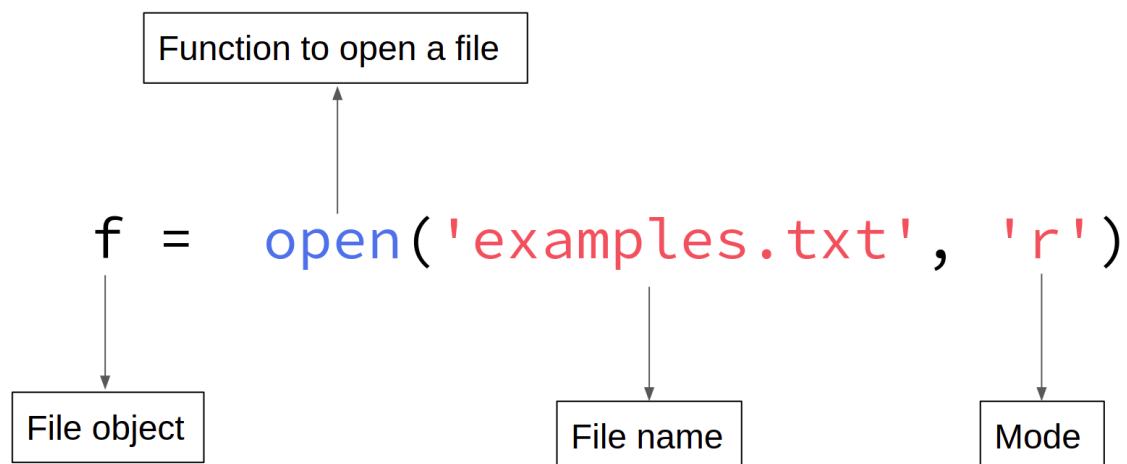 Function to open a file
f = open('examples.txt', 'r')
File object
File name
Mode